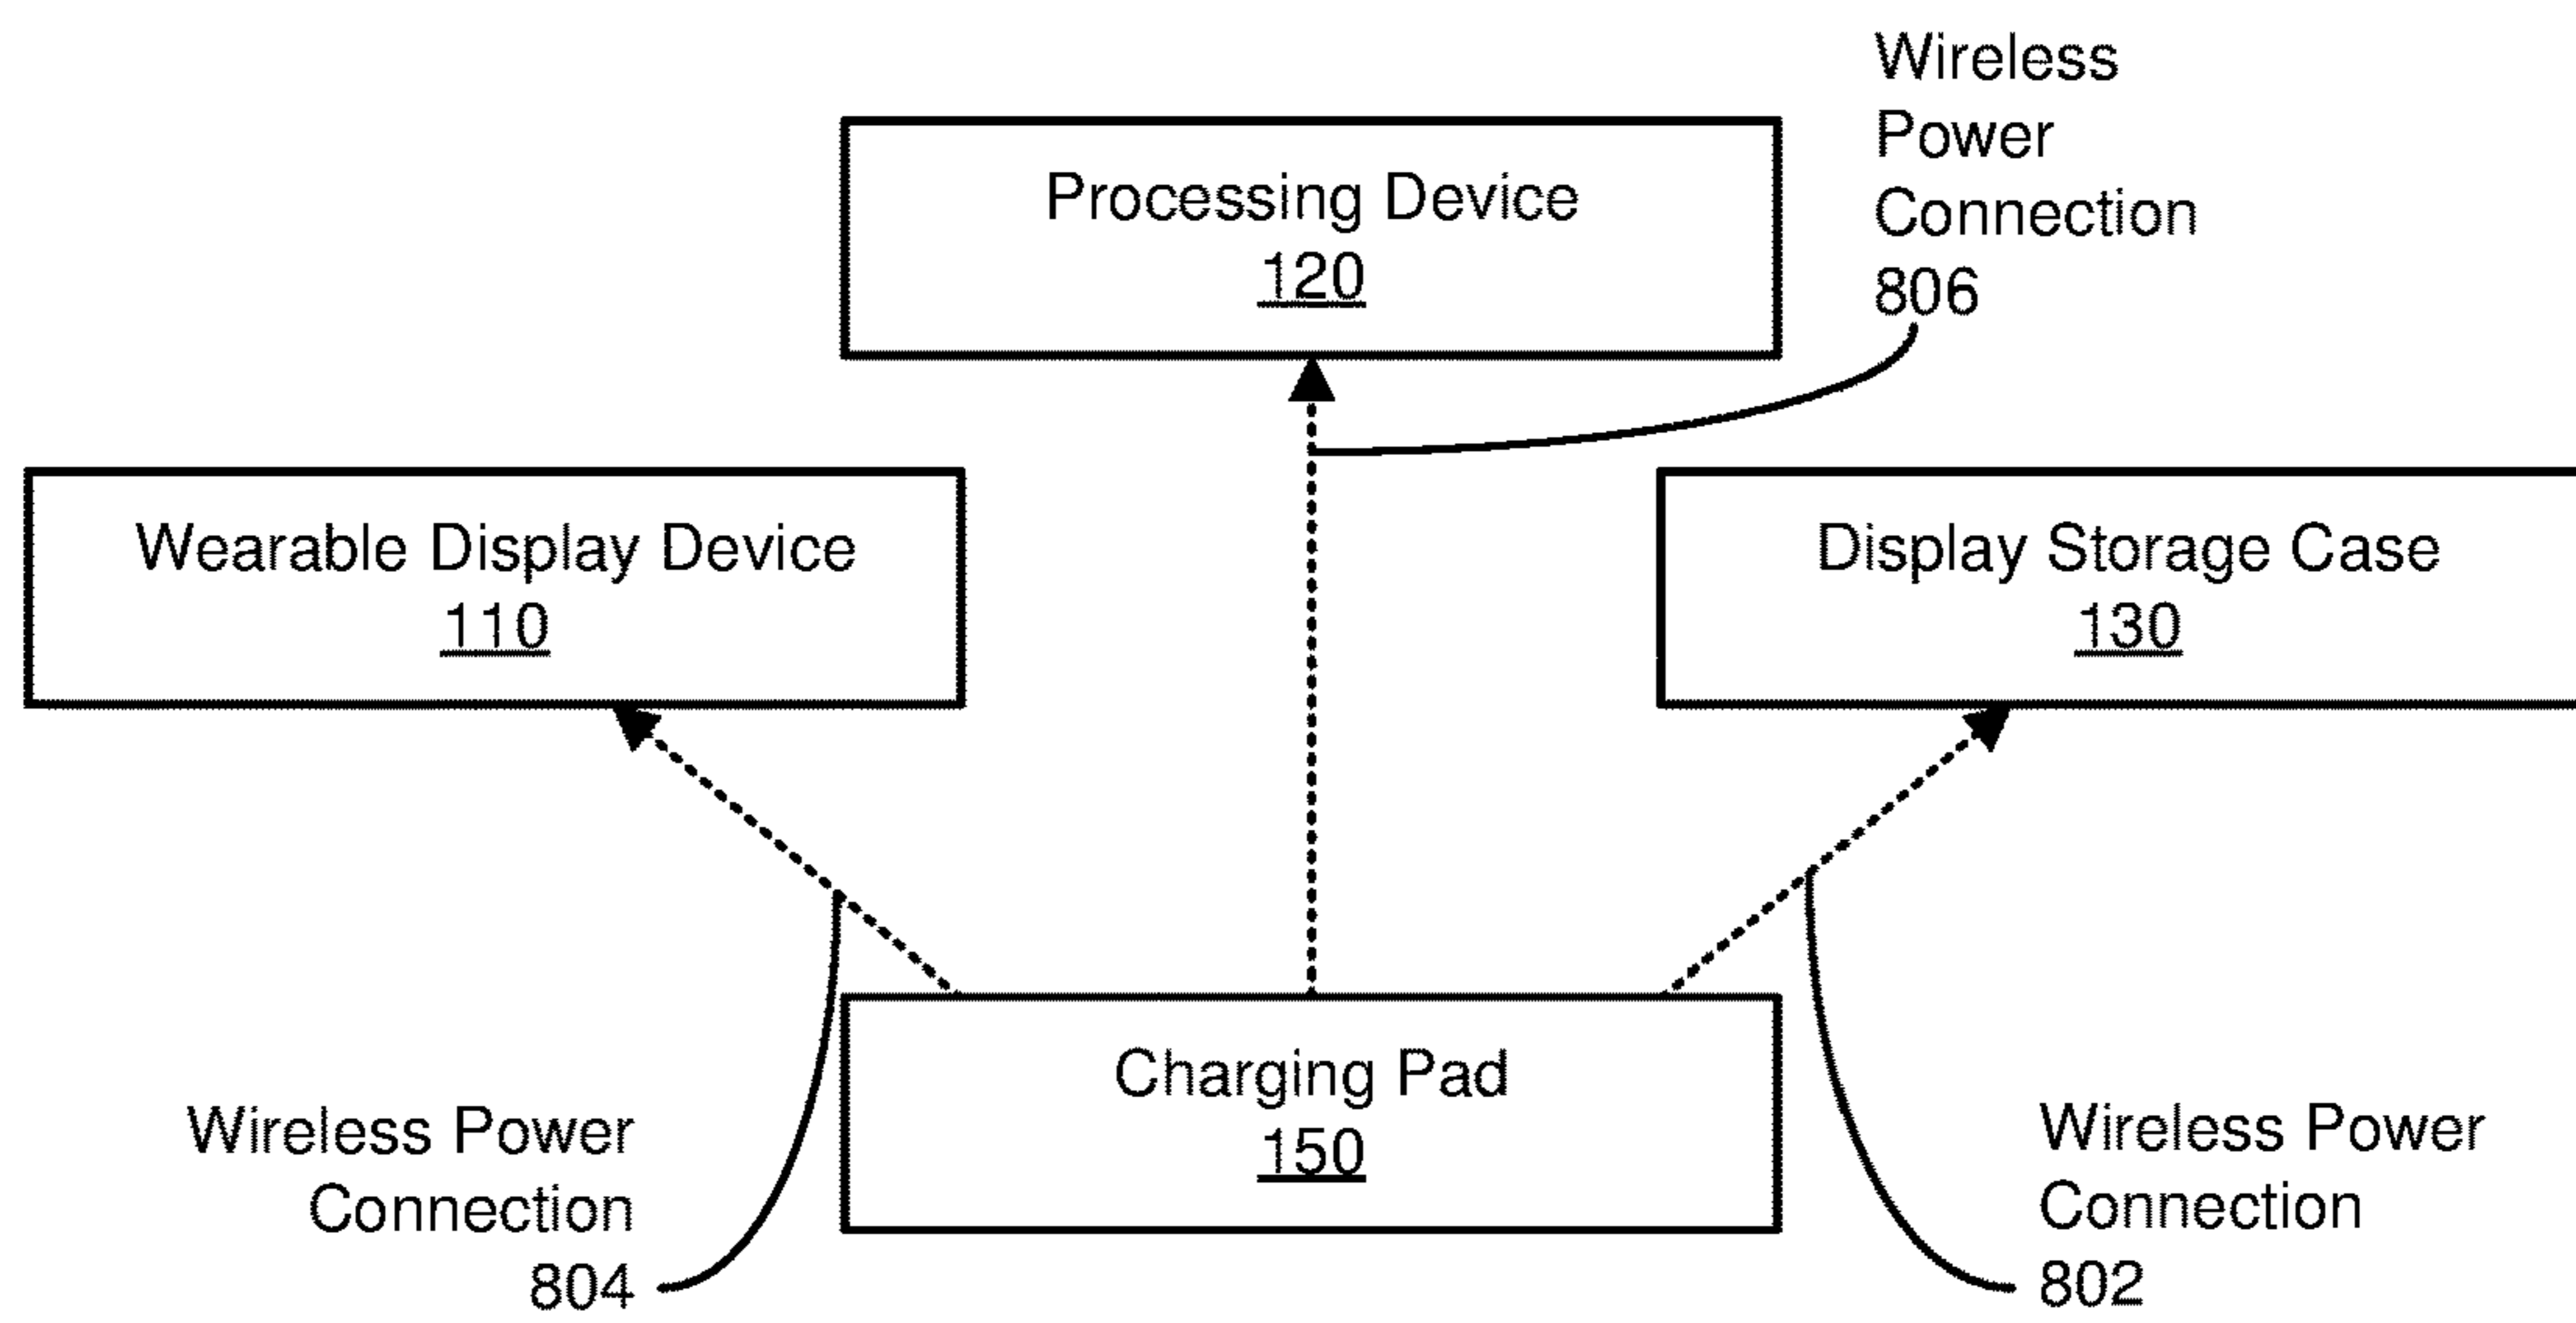 Wireless
Power
Connection
806
Processing Device
120
Wearable Display Device
110
Display Storage Case
130
Charging Pad
150
Wireless Power
Connection
804
Wireless Power
Connection
802